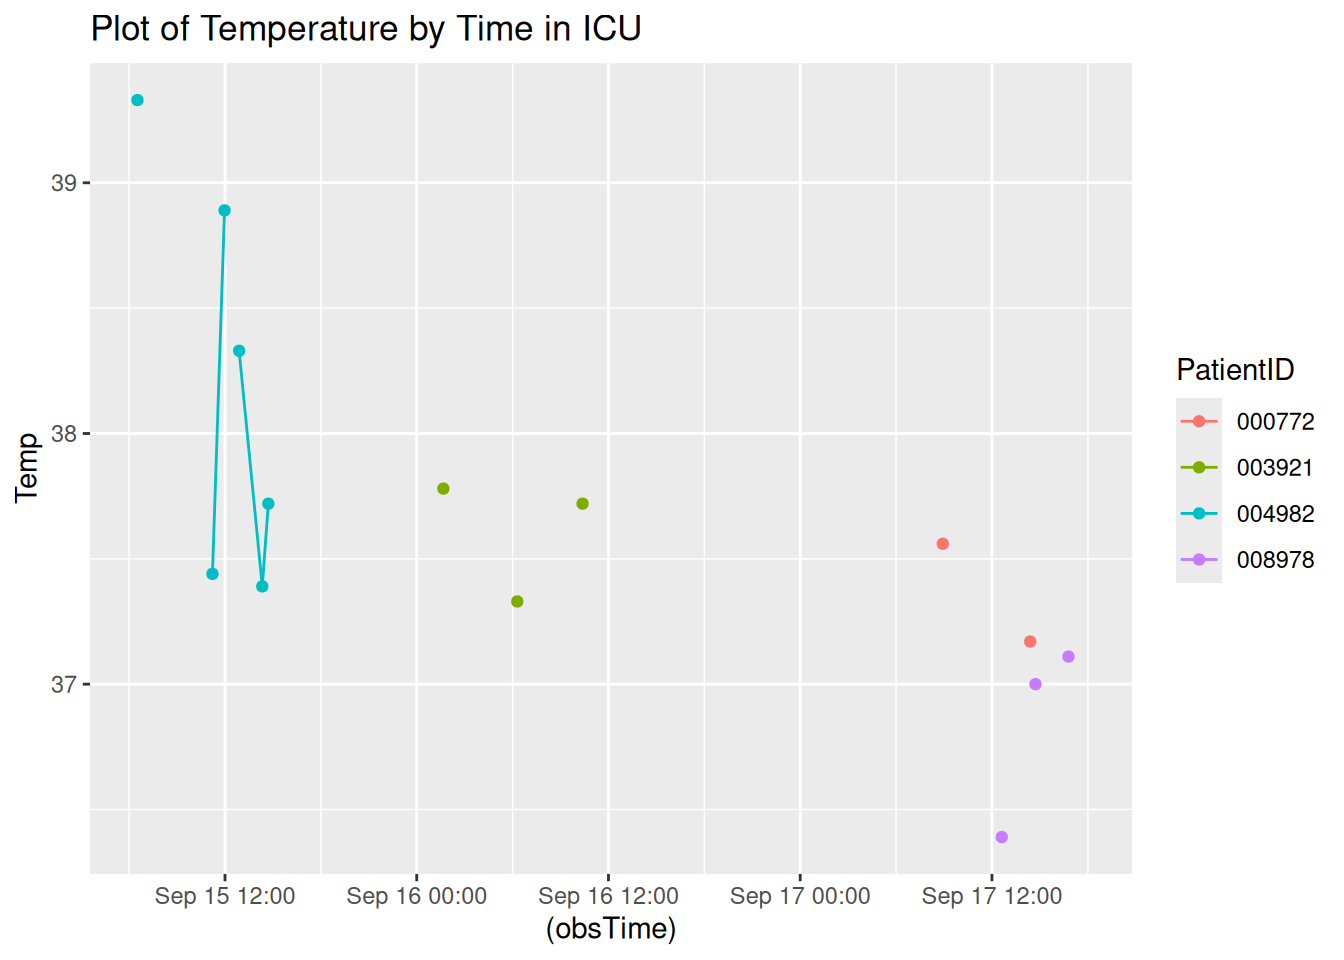 Plot of Temperature by Time in ICU
39
38
37
Temp
Sep 15 12:00 Sep 16 00:00 Sep 16 12:00 Sep 17 00:00 Sep 17 12:00
(obsTime)
PatientID
000772
003921
004982
008978